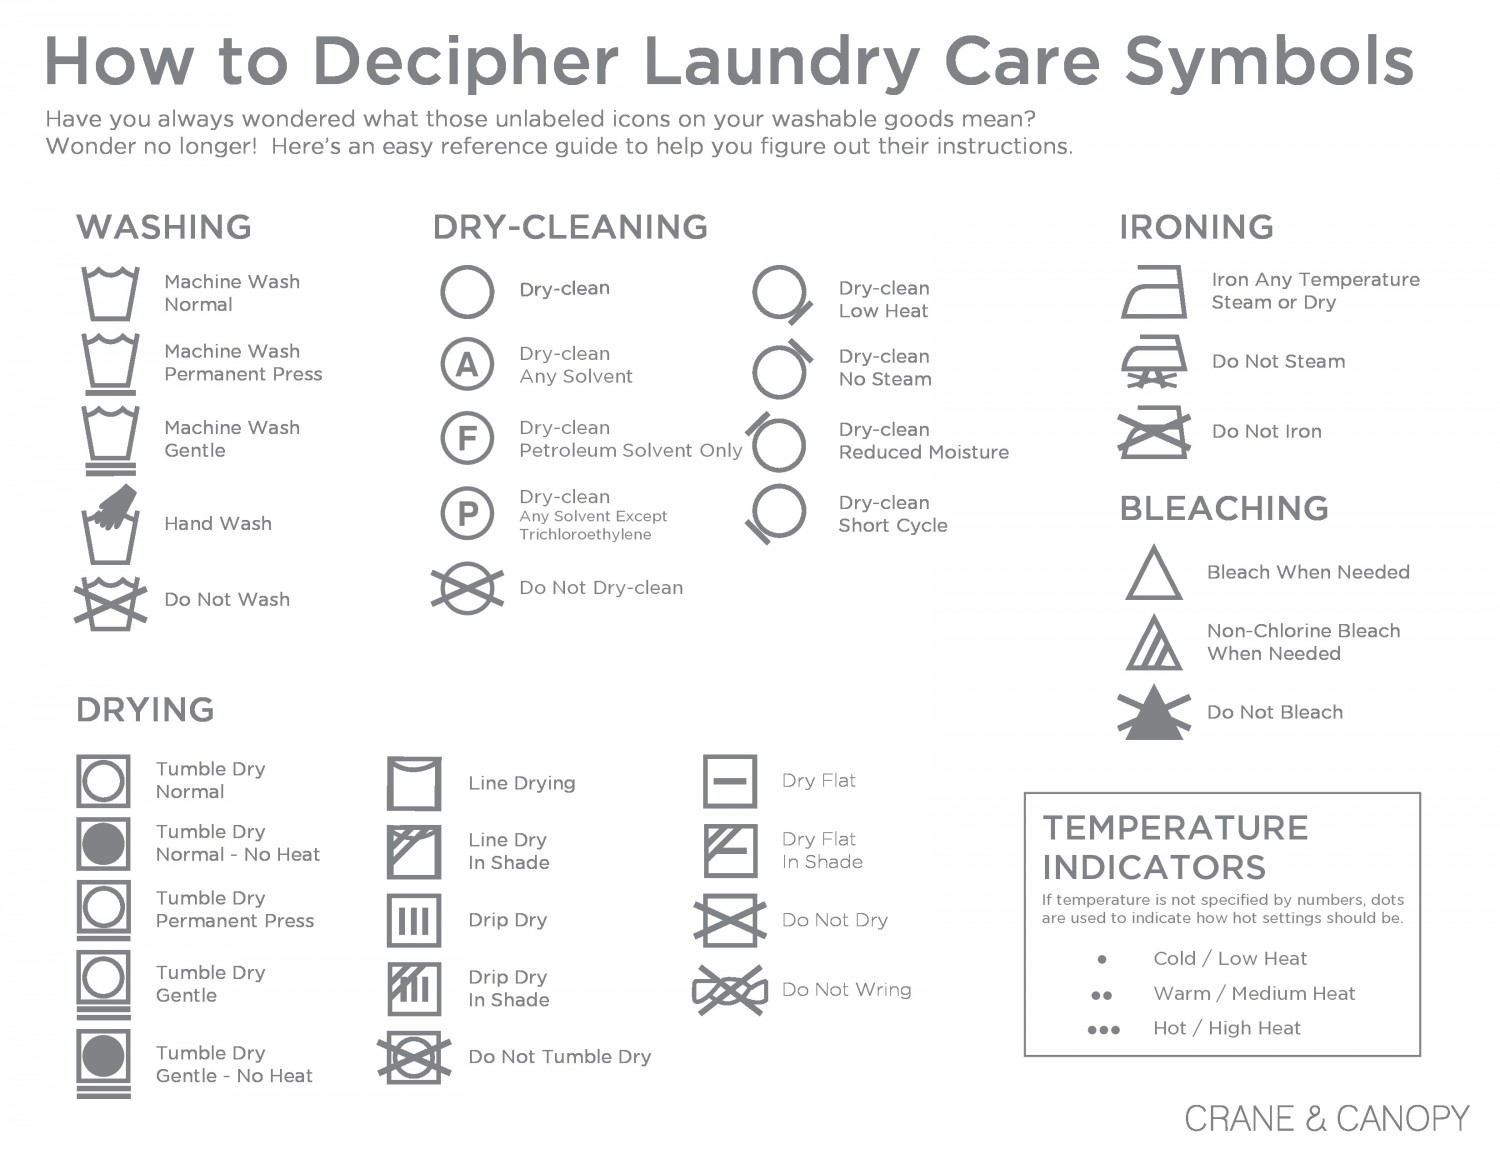 How to Decipher Laundry Care Symbols
Have you always wondered what those unlabeled icons on your washable goods mean?
Wonder no longer! Here's an easy reference guide to help you figure out their instructions.
WASHING
Machine Wash
Normal
Machine Wash
Permanent Press
Machine Wash
Gentle
Hand Wash
Do Not Wash
DRY-CLEANING
Dry-clean
A
Dry-clean
Any Solvent
F
Dry-clean
Petroleum Solvent Only
P
Dry-clean
Any Solvent Except
Trichloroethylene
Do Not Dry-clean
Dry-clean
Low Heat
Dry-clean
No Steam
Dry-clean
Reduced Moisture
Dry-clean
Short Cycle
IRONING
Iron Any Temperature
Steam or Dry
Do Not Steam
Do Not Iron
BLEACHING
Bleach When Needed
Non-Chlorine Bleach
When Needed
Do Not Bleach
DRYING
Tumble Dry
Normal
Tumble Dry
Normal - No Heat
Tumble Dry
Permanent Press
Tumble Dry
Gentle
Tumble Dry
Gentle - No Heat
Line Drying
Line Dry
In Shade
Drip Dry
Drip Dry
In Shade
Do Not Tumble Dry
Dry Flat
Dry Flat
In Shade
Do Not Dry
Do Not Wring
TEMPERATURE
INDICATORS
If temperature is not specified by numbers, dots
are used to indicate how hot settings should be.
Cold / Low Heat
Warm / Medium Heat
Hot / High Heat
CRANE & CANOPY